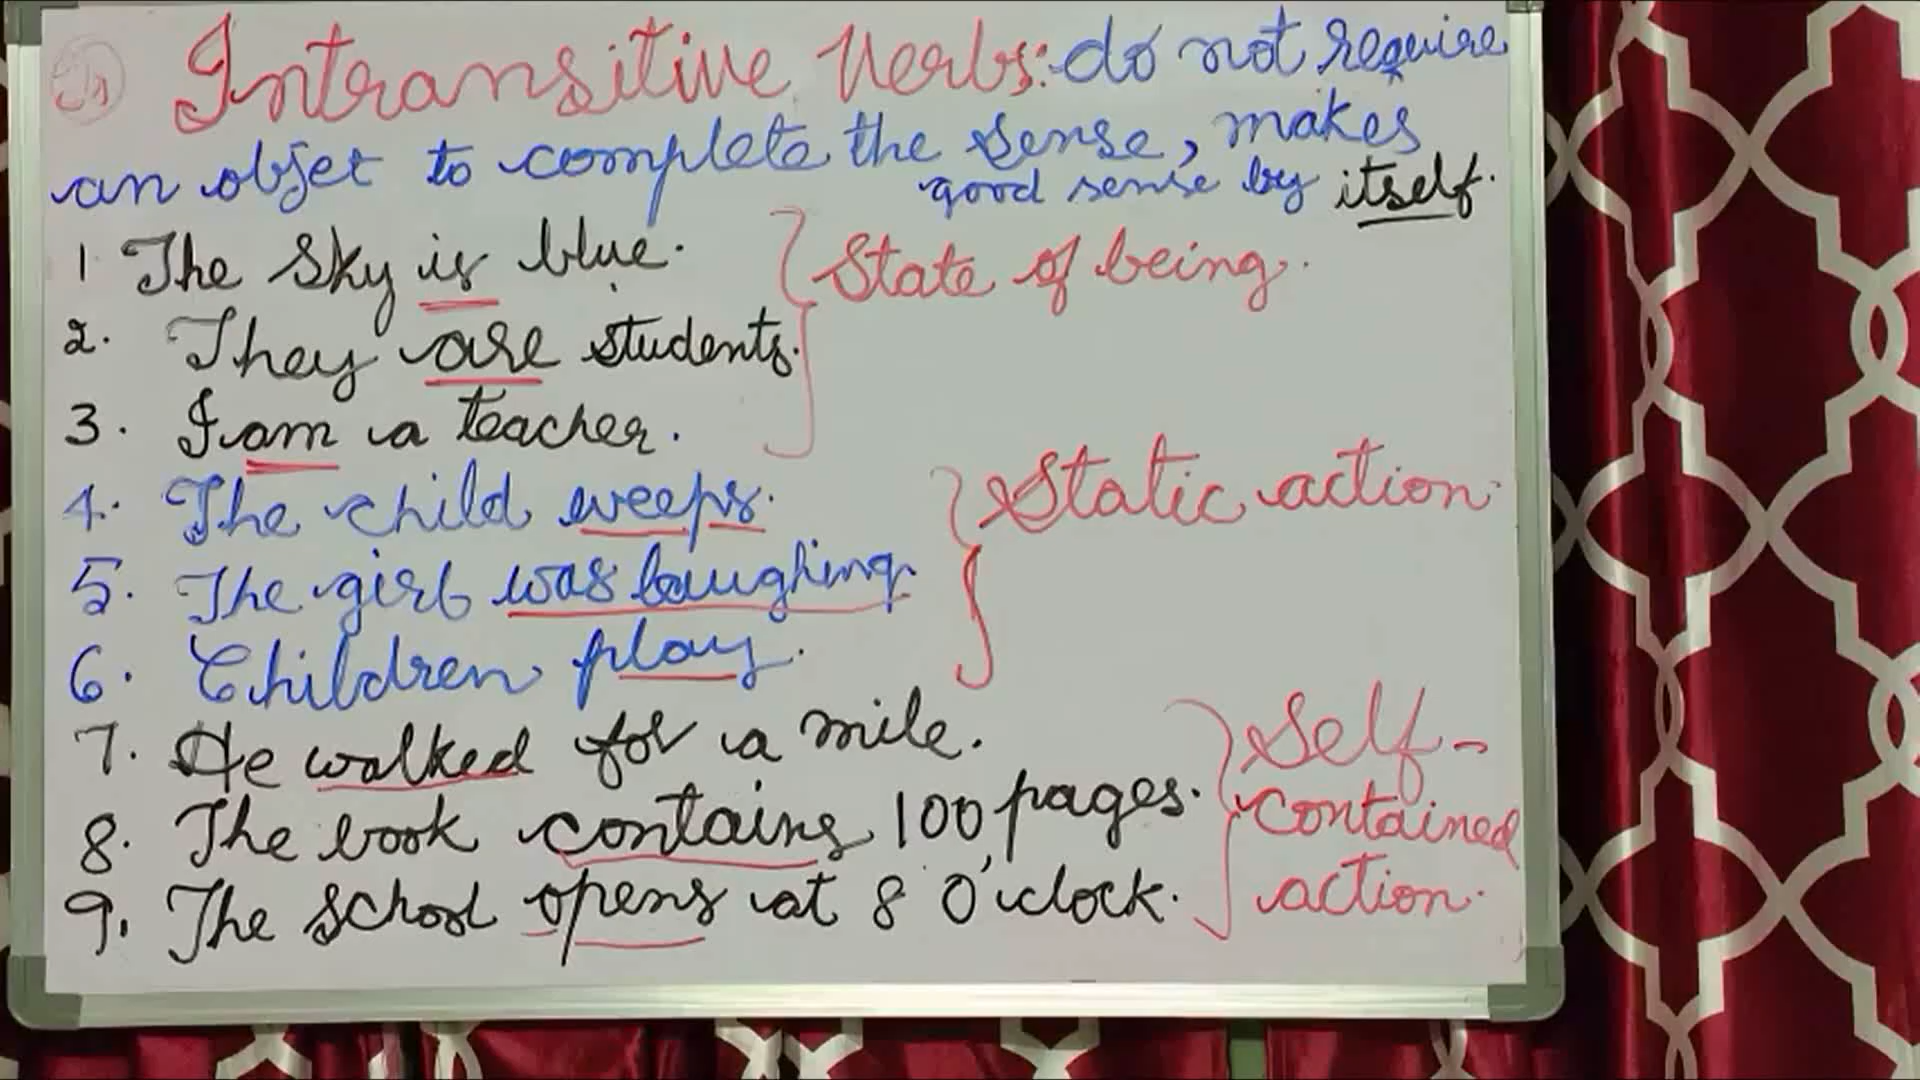 In
Intransitive Verbs: do not require
an objet to complete the sense, makes
good sense by itself.
1 The Sky is blue. State of being.
2. They are students.
3. I am a teacher.
4. The child weeps. Static action
5. The girl was laughing.
6. Children play.
7. He walked for a mile. Self-
8. The book contains 100 pages. contained
9. The school opens at 8 O'clock. action.